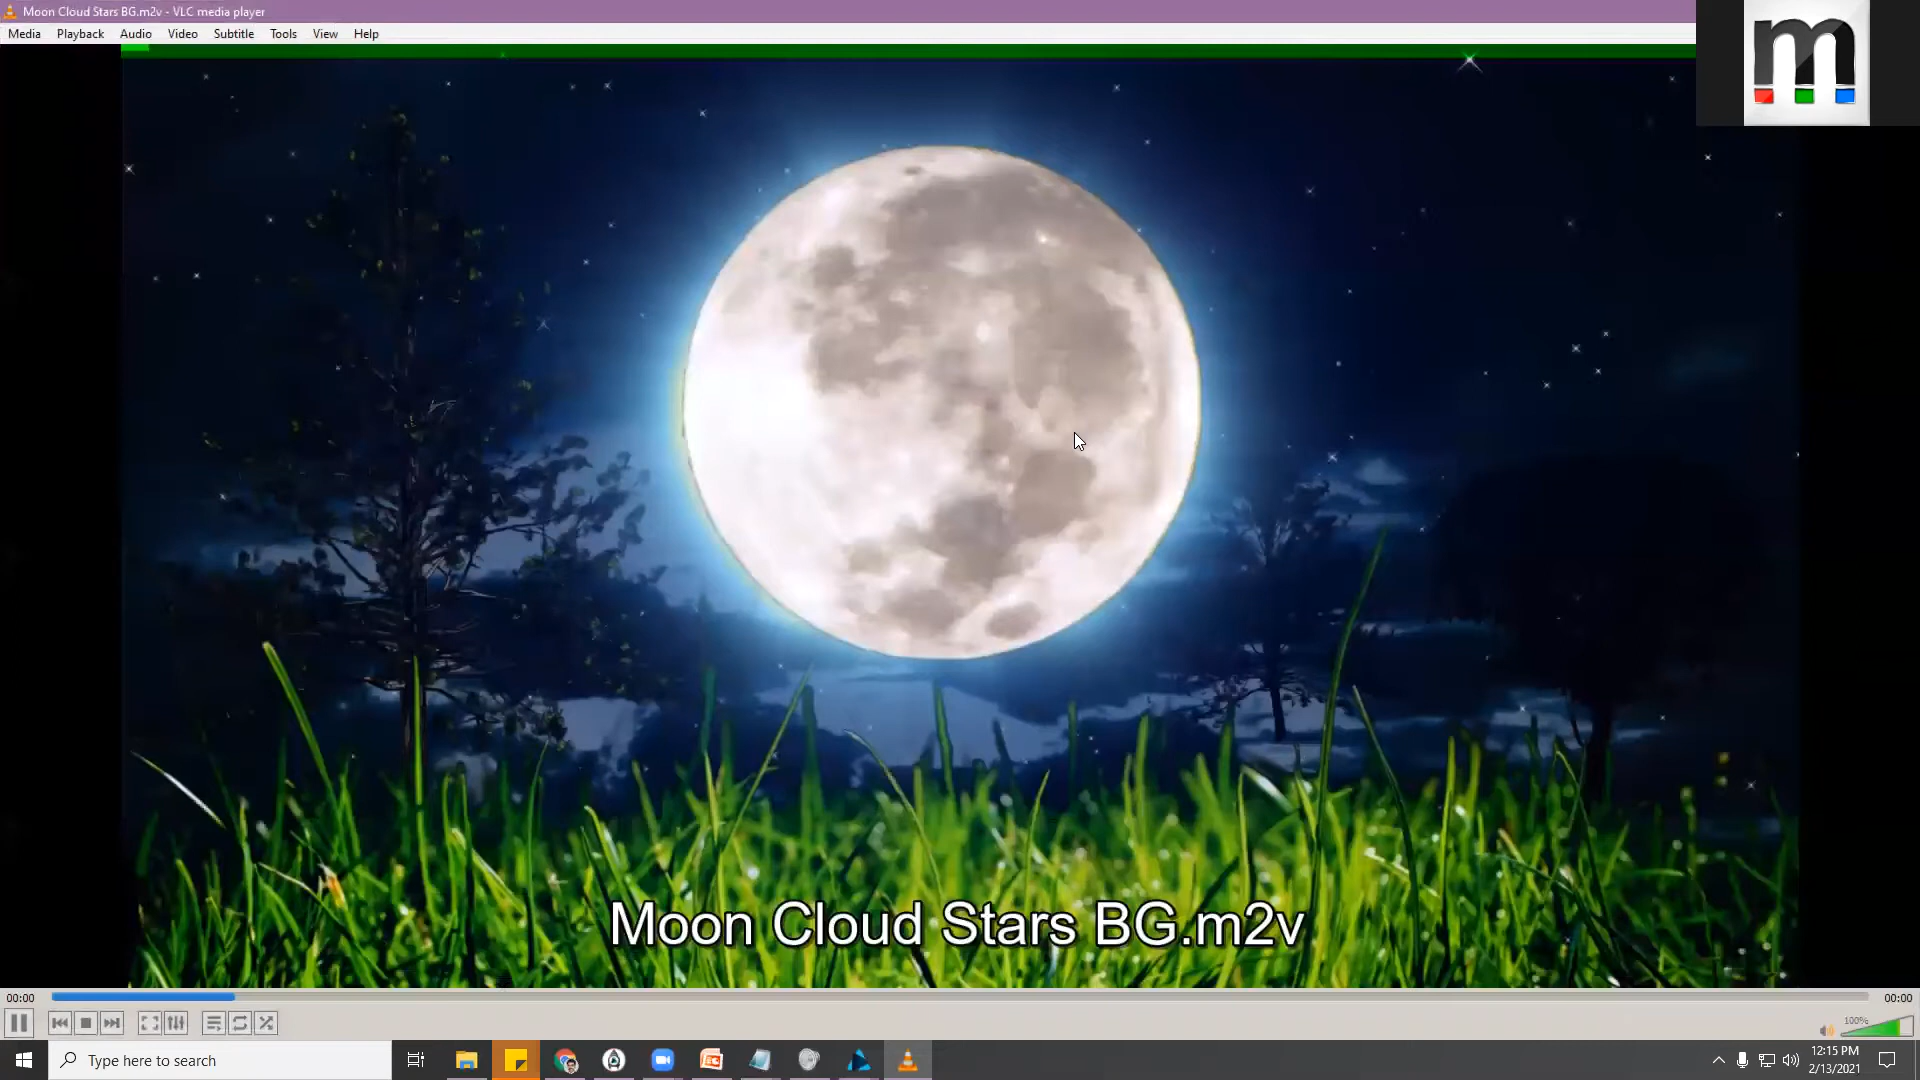 Moon Cloud Stars BG.m2v - VLC media player
Media Playback Audio Video Subtitle Tools View Help
m
Moon Cloud Stars BG.m2v
00:00 00:00
100%
Type here to search
12:15 PM
2/13/2021